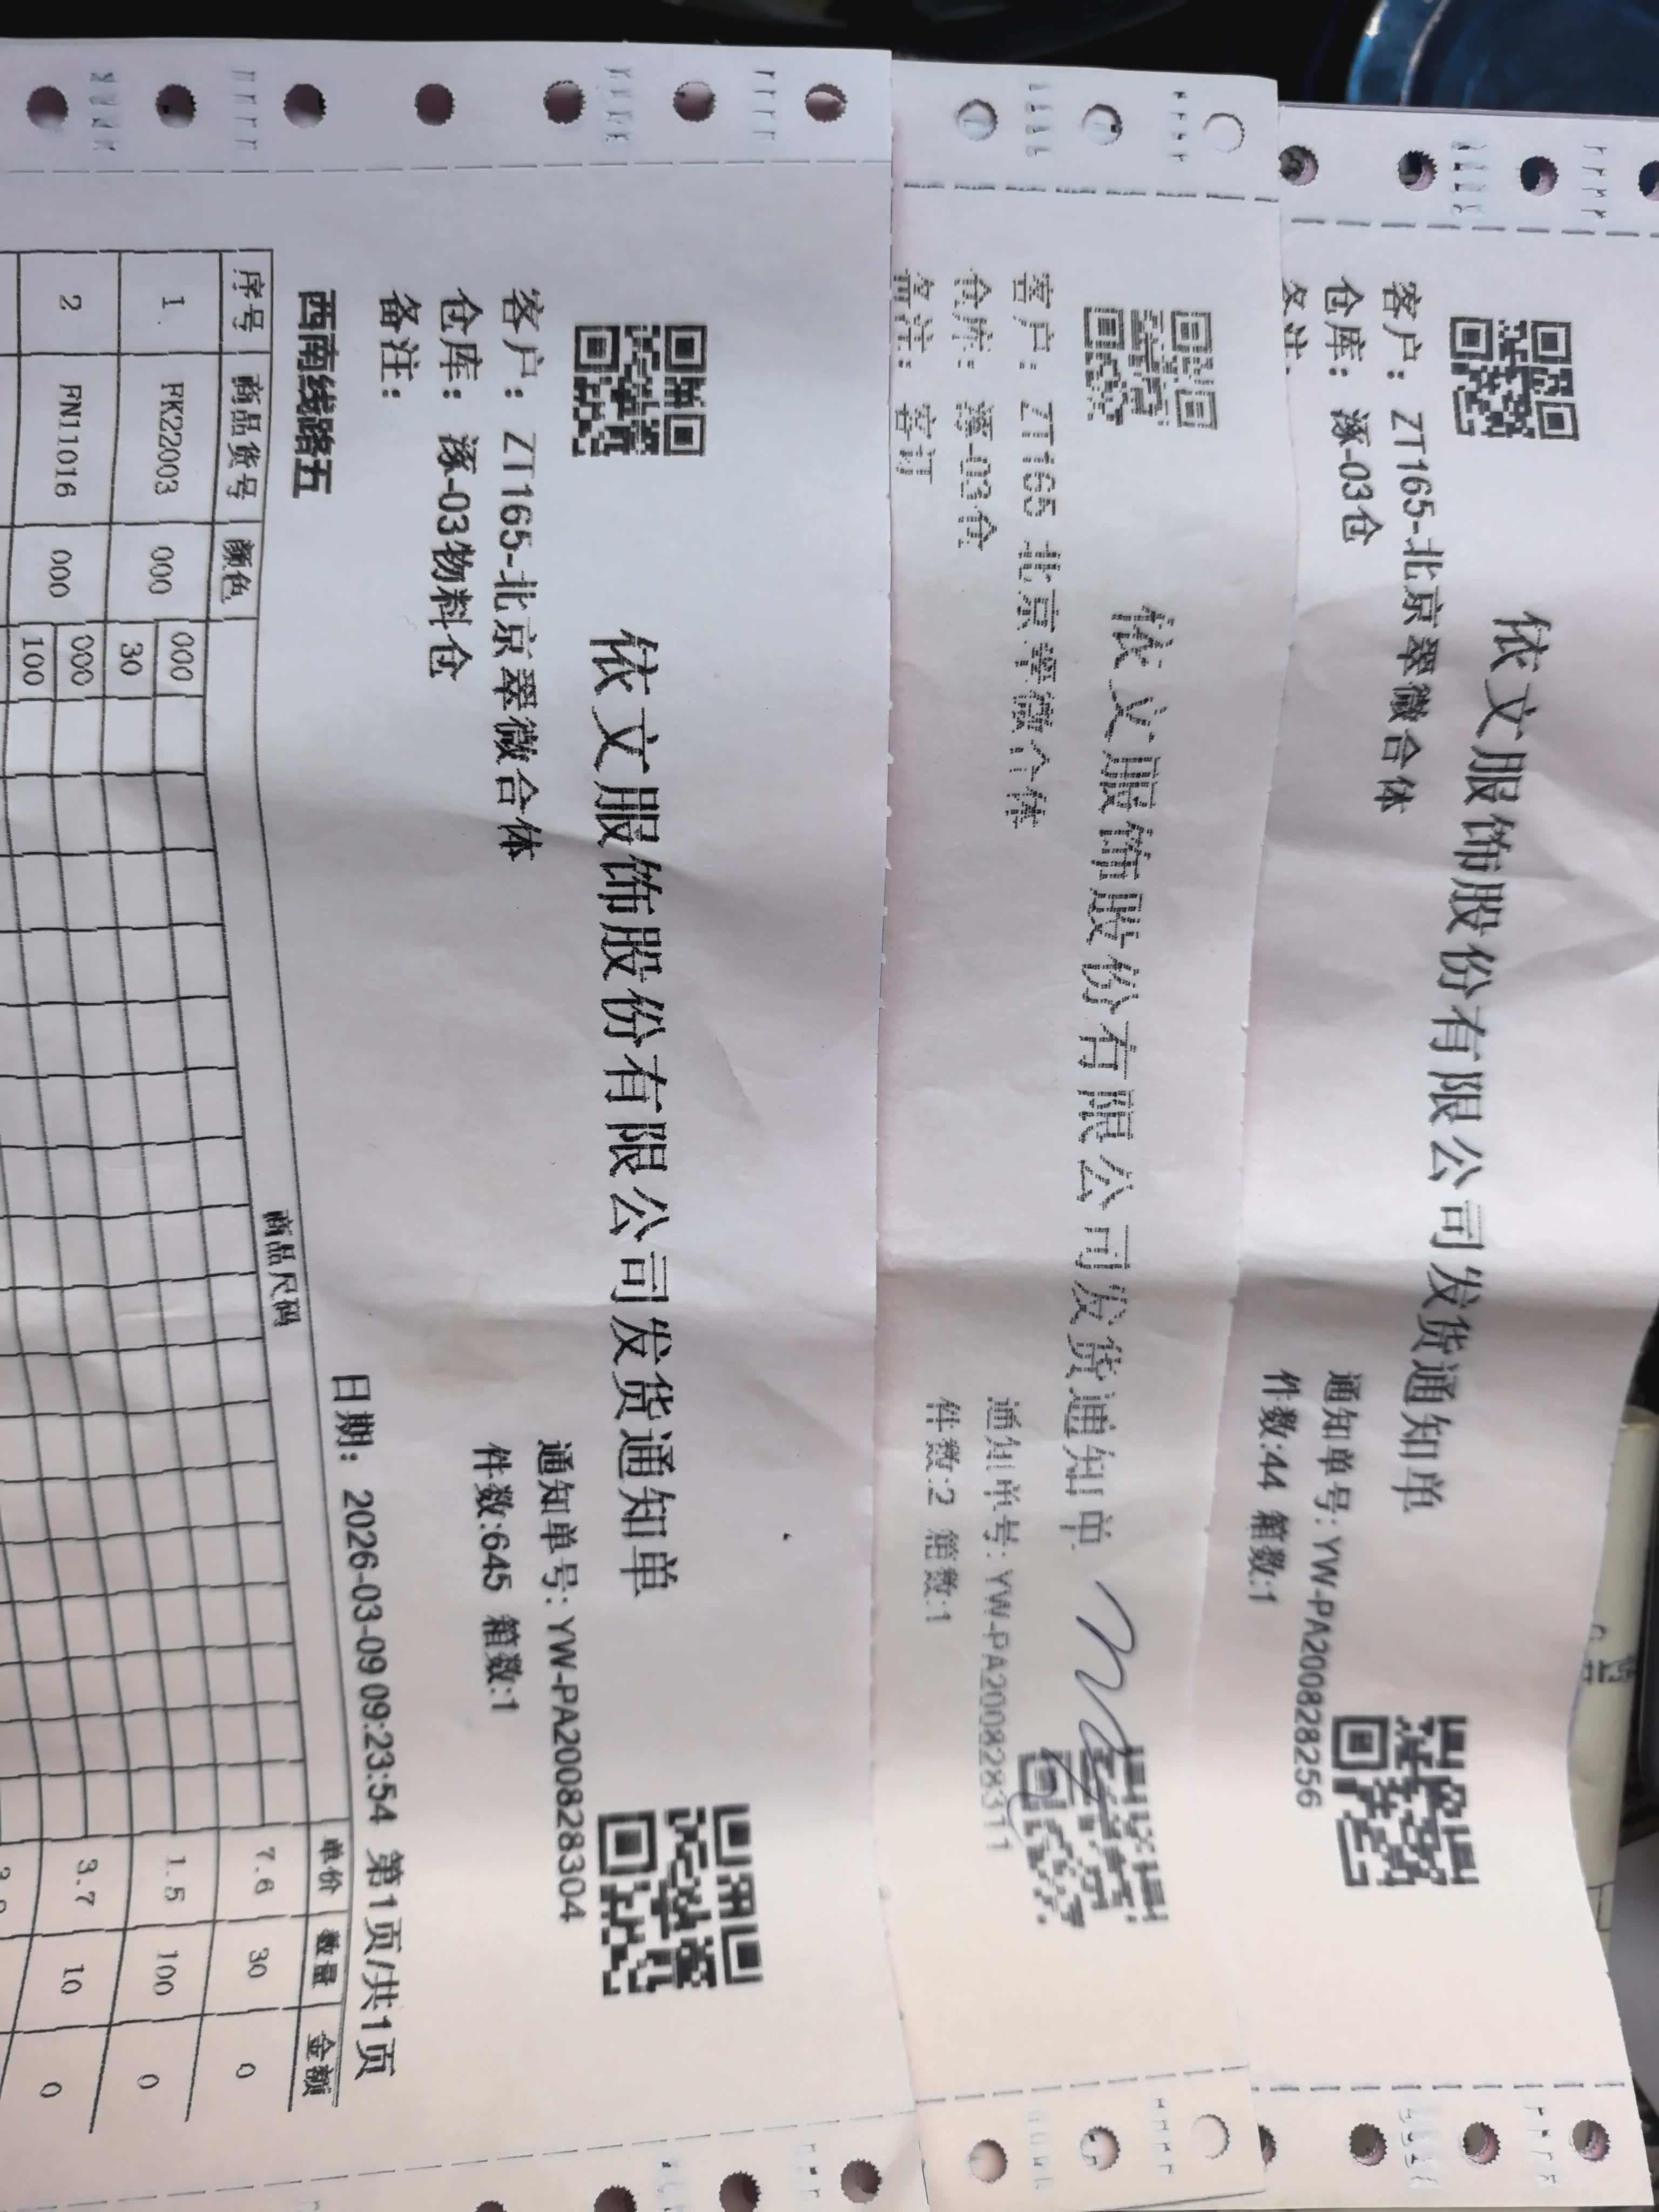 依文服饰股份有限公司发货通知单
客户：ZT165-北京翠微合体
通知单号：YW-PA2008282556
仓库：涿-03仓
件数:44 箱数:1
备注：
依文服饰股份有限公司发货通知单
客户：ZT165 北京翠微合体
通知单号：YW-PA200828311
仓库：涿-03仓
件数:2 箱数:1
备注：客订
依文服饰股份有限公司发货通知单
客户：ZT165-北京翠微合体
通知单号：YW-PA200828304
仓库：涿-03物料仓
件数:645 箱数:1
备注：
西南线路五
日期：2026-03-09 09:23:54 第1页/共1页
序号 商品货号 颜色 商品尺码 单价 数量 金额
000
1 FK22003 000 7.6 30 0
30
000
2 FN11016 000 1.5 100 0
100
3.7 10 0